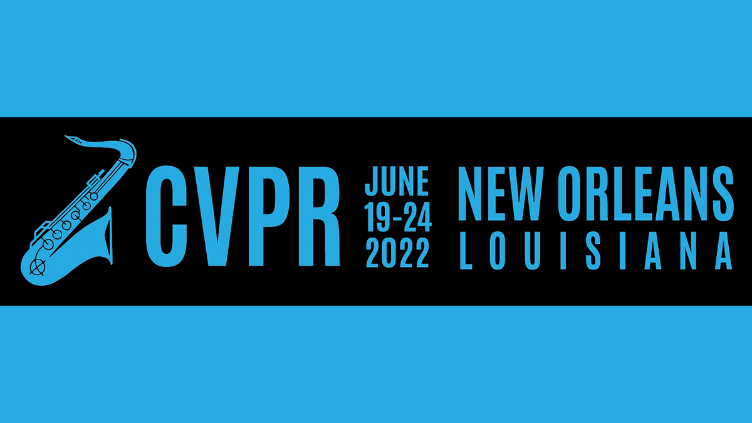 CVPR
JUNE
19-24
2022
NEW ORLEANS
LOUISIANA